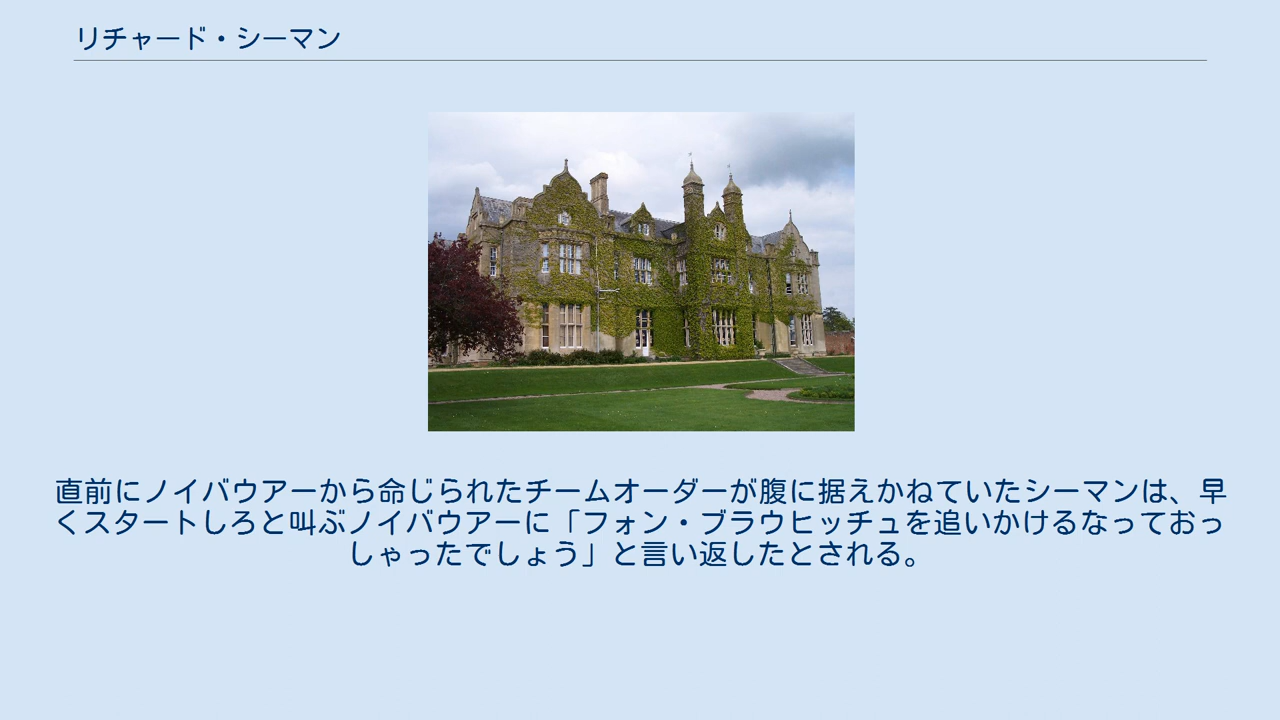 リチャード・シーマン
直前にノイバウアーから命じられたチームオーダーが腹に据えかねていたシーマンは、早
くスタートしろと叫ぶノイバウアーに「フォン・ブラウヒッチュを追いかけるなっておっ
しゃったでしょう」と言い返したとされる。